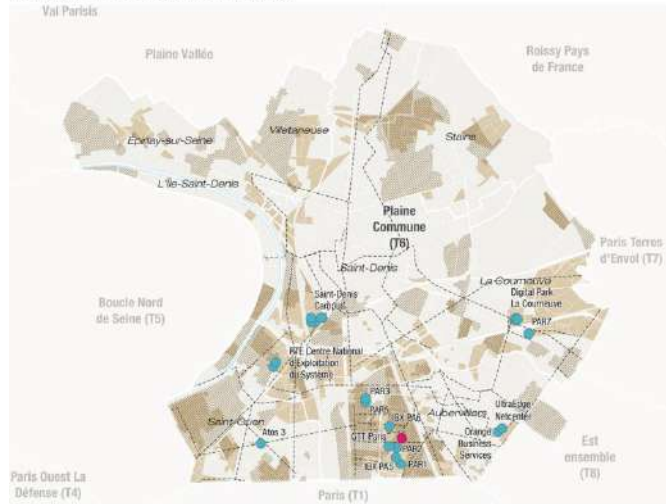 Val Parisis
Plaine Vallée
Roissy Pays
de France
Epinay-sur-Seine
Villetaneuse
Stains
L'Île-Saint-Denis
Plaine
Commune
(T6)
Saint-Denis
Paris Terres
d'Envol (T7)
La Courneuve
Digital Park
La Courneuve
PAR7
Boucle Nord
de Seine (T5)
Saint-Denis
Campus
RTE Centre National
d'Exploitation
du Système
PAR3
PAR5
IBX PA6
Aubervilliers
UltraEdge
Netcenter
Saint-Ouen
Atos 3
GTT Paris
PAR2
IBX PA5
PAR1
Orange
Business
Services
Est
ensemble
(T8)
Paris Ouest La
Défense (T4)
Paris (T1)